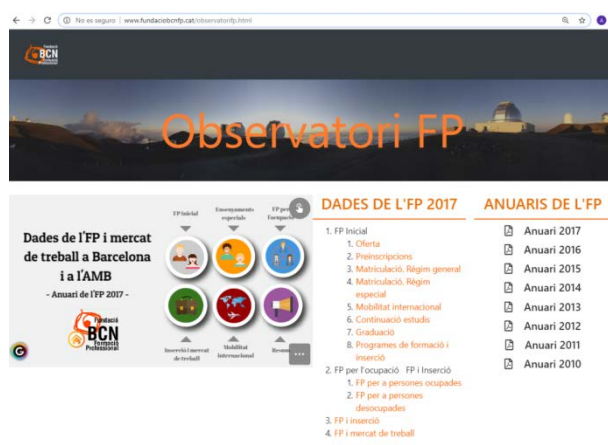 No es seguro | www.fundaciobcnfp.cat/observatorifp.html
Fundació
BCN
Formació
Professional
Observatori FP
FP Inicial
Ensenyaments
especials
FP per
l'ocupació
Dades de l'FP i mercat
de treball a Barcelona
i a l'AMB
- Anuari de l'FP 2017 -
Fundació
BCN
Formació
Professional
Inserció i mercat
de treball
Mobilitat
internacional
DADES DE L'FP 2017
1. FP Inicial
1. Oferta
2. Preinscripcions
3. Matriculació. Règim general
4. Matriculació. Règim
especial
5. Mobilitat internacional
6. Continuació estudis
7. Graduació
8. Programes de formació i
inserció
2. FP per l'ocupació FP i Inserció
1. FP per a persones ocupades
2. FP per a persones
desocupades
3. FP i inserció
4. FP i mercat de treball
ANUARIS DE L'FP
Anuari 2017
Anuari 2016
Anuari 2015
Anuari 2014
Anuari 2013
Anuari 2012
Anuari 2011
Anuari 2010